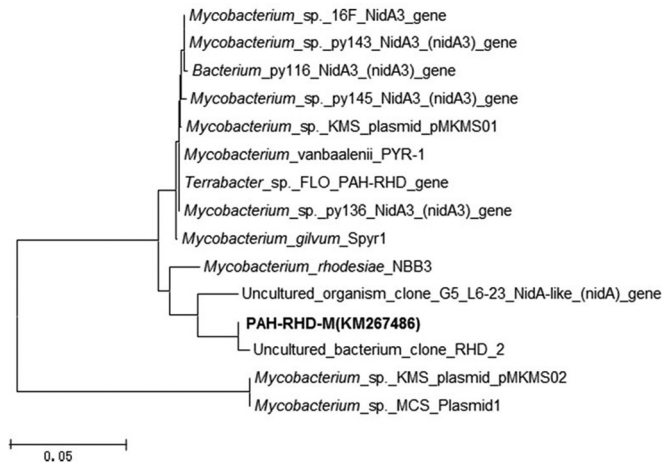 Mycobacterium_sp._16F_NidA3_gene
Mycobacterium_sp._py143_NidA3_(nidA3)_gene
Bacterium_py116_NidA3_(nidA3)_gene
Mycobacterium_sp._py145_NidA3_(nidA3)_gene
Mycobacterium_sp._KMS_plasmid_pMKMS01
Mycobacterium_vanbaalenii_PYR-1
Terrabacter_sp._FLO_PAH-RHD_gene
Mycobacterium_sp._py136_NidA3_(nidA3)_gene
Mycobacterium_gilvum_Spyr1
Mycobacterium_rhodesiae_NBB3
Uncultured_organism_clone_G5_L6-23_NidA-like_(nidA)_gene
PAH-RHD-M(KM267486)
Uncultured_bacterium_clone_RHD_2
Mycobacterium_sp._KMS_plasmid_pMKMS02
Mycobacterium_sp._MCS_Plasmid1
0.05